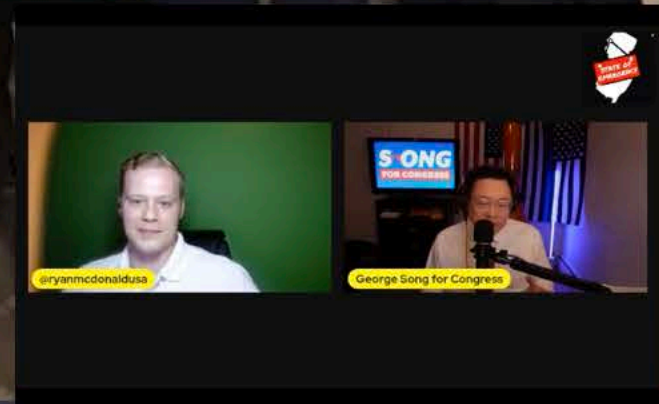 STATE OF
EMERGENCY
SONG
FOR CONGRESS
@ryanmcdonaldusa
George Song for Congress